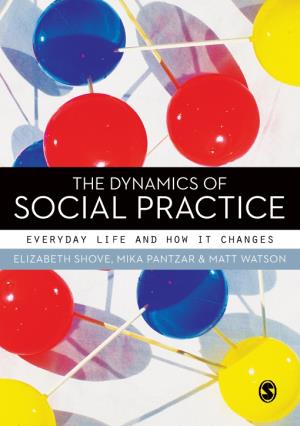 THE DYNAMICS OF
SOCIAL PRACTICE
EVERYDAY LIFE AND HOW IT CHANGES
ELIZABETH SHOVE, MIKA PANTZAR & MATT WATSON
S